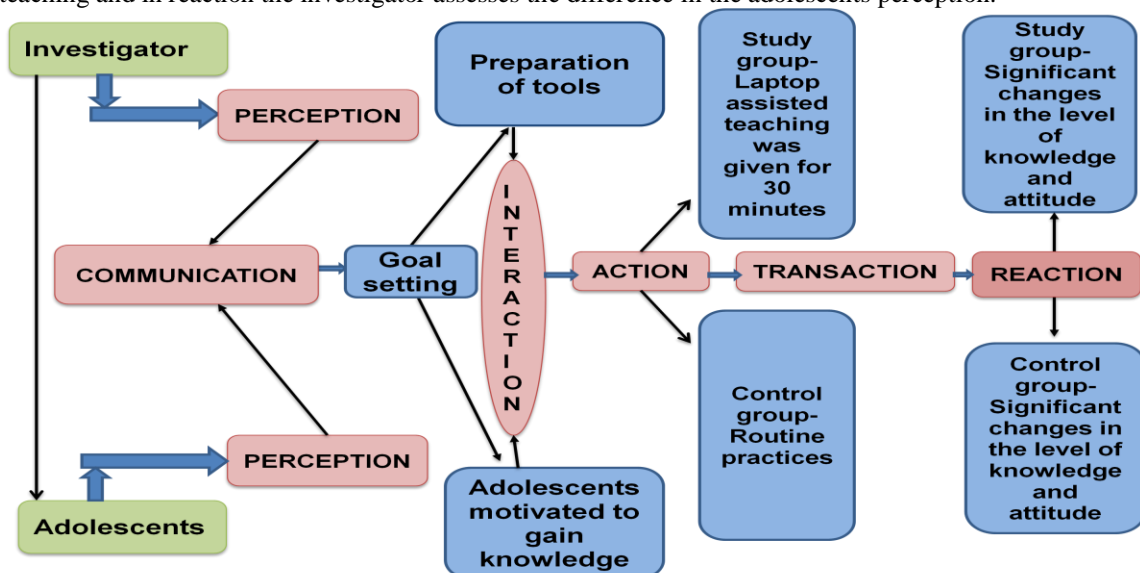 teaching and in reaction the investigator assesses the difference in the adolescents perception.
Investigator
PERCEPTION
Preparation
of tools
Study
group-
Laptop
assisted
teaching
was
given for
30
minutes
Study
group-
Significant
changes
in the level
of
knowledge
and
attitude
COMMUNICATION
Goal
setting
INTERACTION
ACTION
TRANSACTION
REACTION
Adolescents
PERCEPTION
Adolescents
motivated to
gain
knowledge
Control
group-
Routine
practices
Control
group-
Significant
changes in
the level of
knowledge
and
attitude